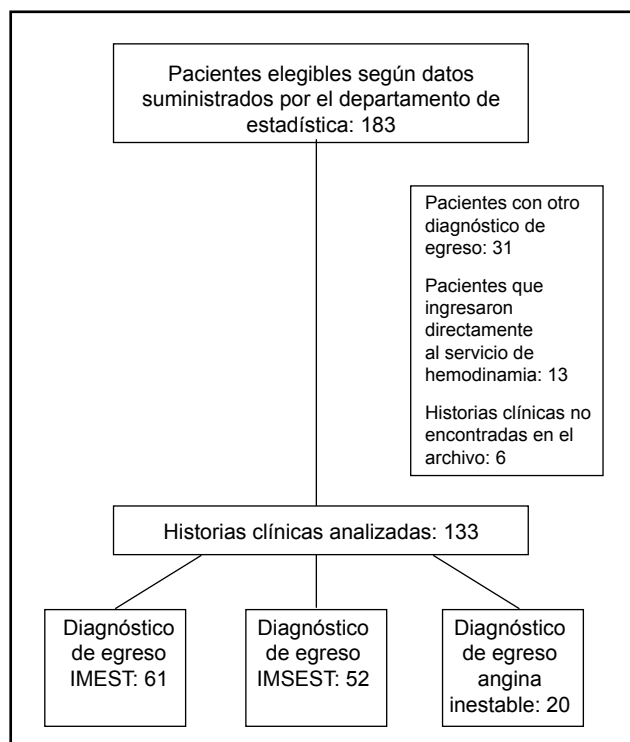 Pacientes elegibles según datos
suministrados por el departamento de
estadística: 183
Pacientes con otro
diagnóstico de
egreso: 31
Pacientes que
ingresaron
directamente
al servicio de
hemodinamia: 13
Historias clínicas no
encontradas en el
archivo: 6
Historias clínicas analizadas: 133
Diagnóstico
de egreso
IMEST: 61
Diagnóstico
de egreso
IMSEST: 52
Diagnóstico
de egreso
angina
inestable: 20